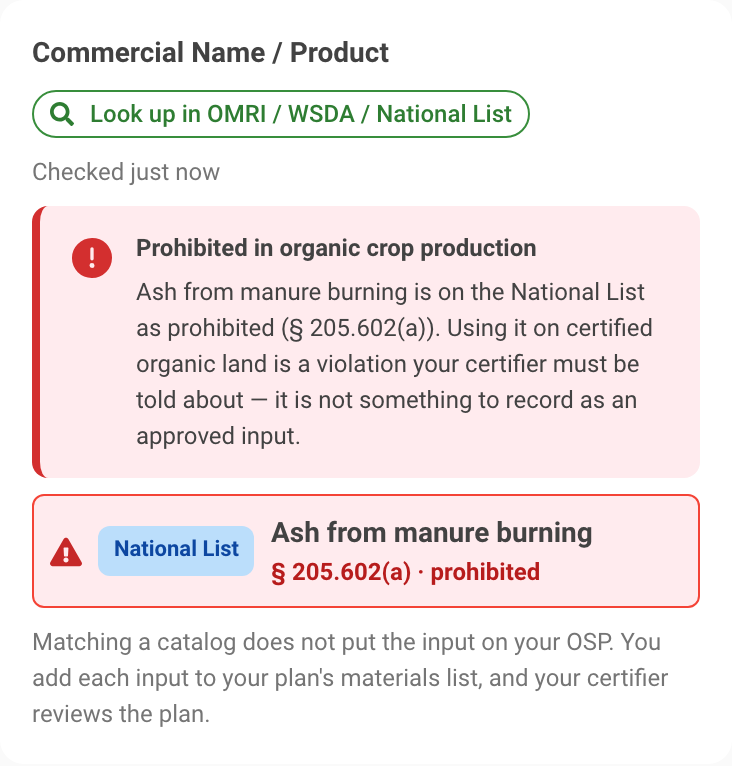 Commercial Name / Product
Look up in OMRI / WSDA / National List
Checked just now
Prohibited in organic crop production
Ash from manure burning is on the National List
as prohibited (§ 205.602(a)). Using it on certified
organic land is a violation your certifier must be
told about — it is not something to record as an
approved input.
National List
Ash from manure burning
§ 205.602(a) · prohibited
Matching a catalog does not put the input on your OSP. You
add each input to your plan's materials list, and your certifier
reviews the plan.